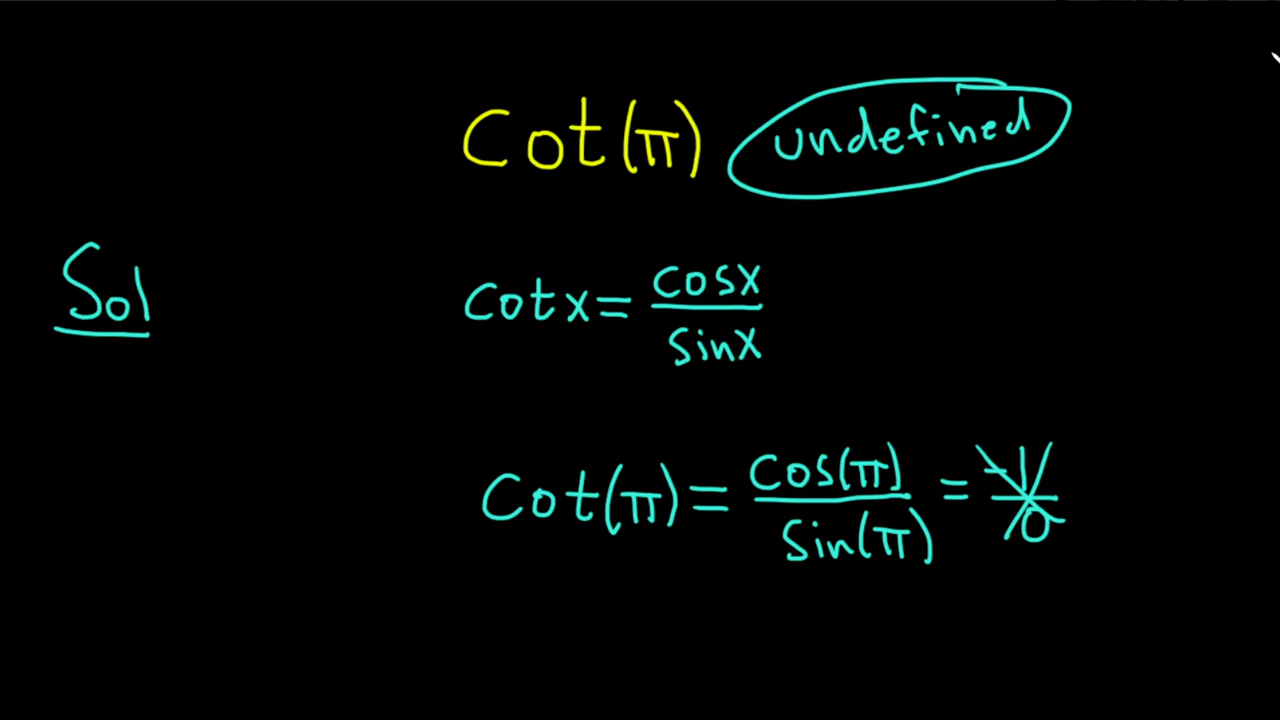 Cot(π) undefined
Sol
Cotx = cosx/sinx
Cot(π) = Cos(π)/Sin(π) = -1/0